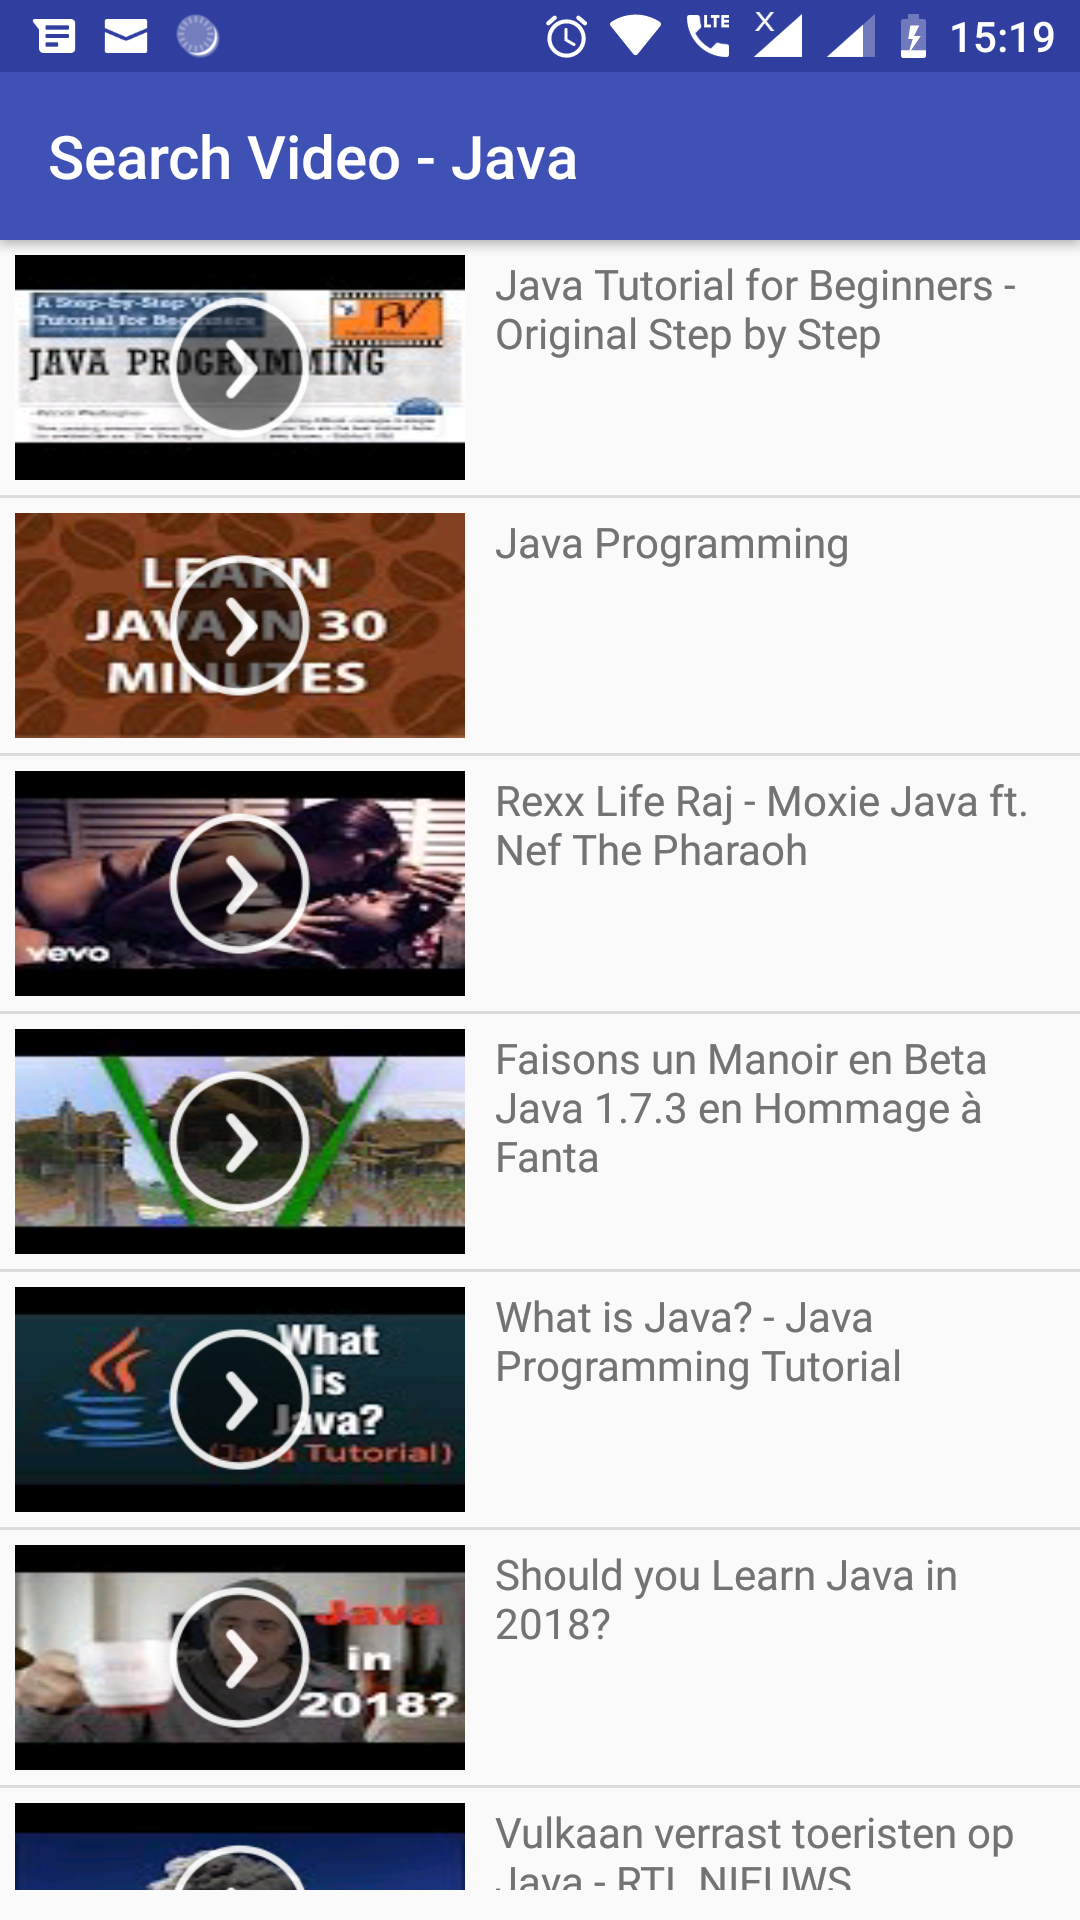 15:19
LTE
X
Search Video - Java
A Step-by-Step
Tutorial for Beginners
PV
JAVA PROGRAMMING
Java Tutorial for Beginners -
Original Step by Step
LEARN
JAVA IN 30
MINUTES
Java Programming
vevo
Rexx Life Raj - Moxie Java ft.
Nef The Pharaoh
Faisons un Manoir en Beta
Java 1.7.3 en Hommage à
Fanta
What
is
Java?
(Java Tutorial)
What is Java? - Java
Programming Tutorial
Java
in
2018?
Should you Learn Java in
2018?
Vulkaan verrast toeristen op
Java - RTL NIEUWS